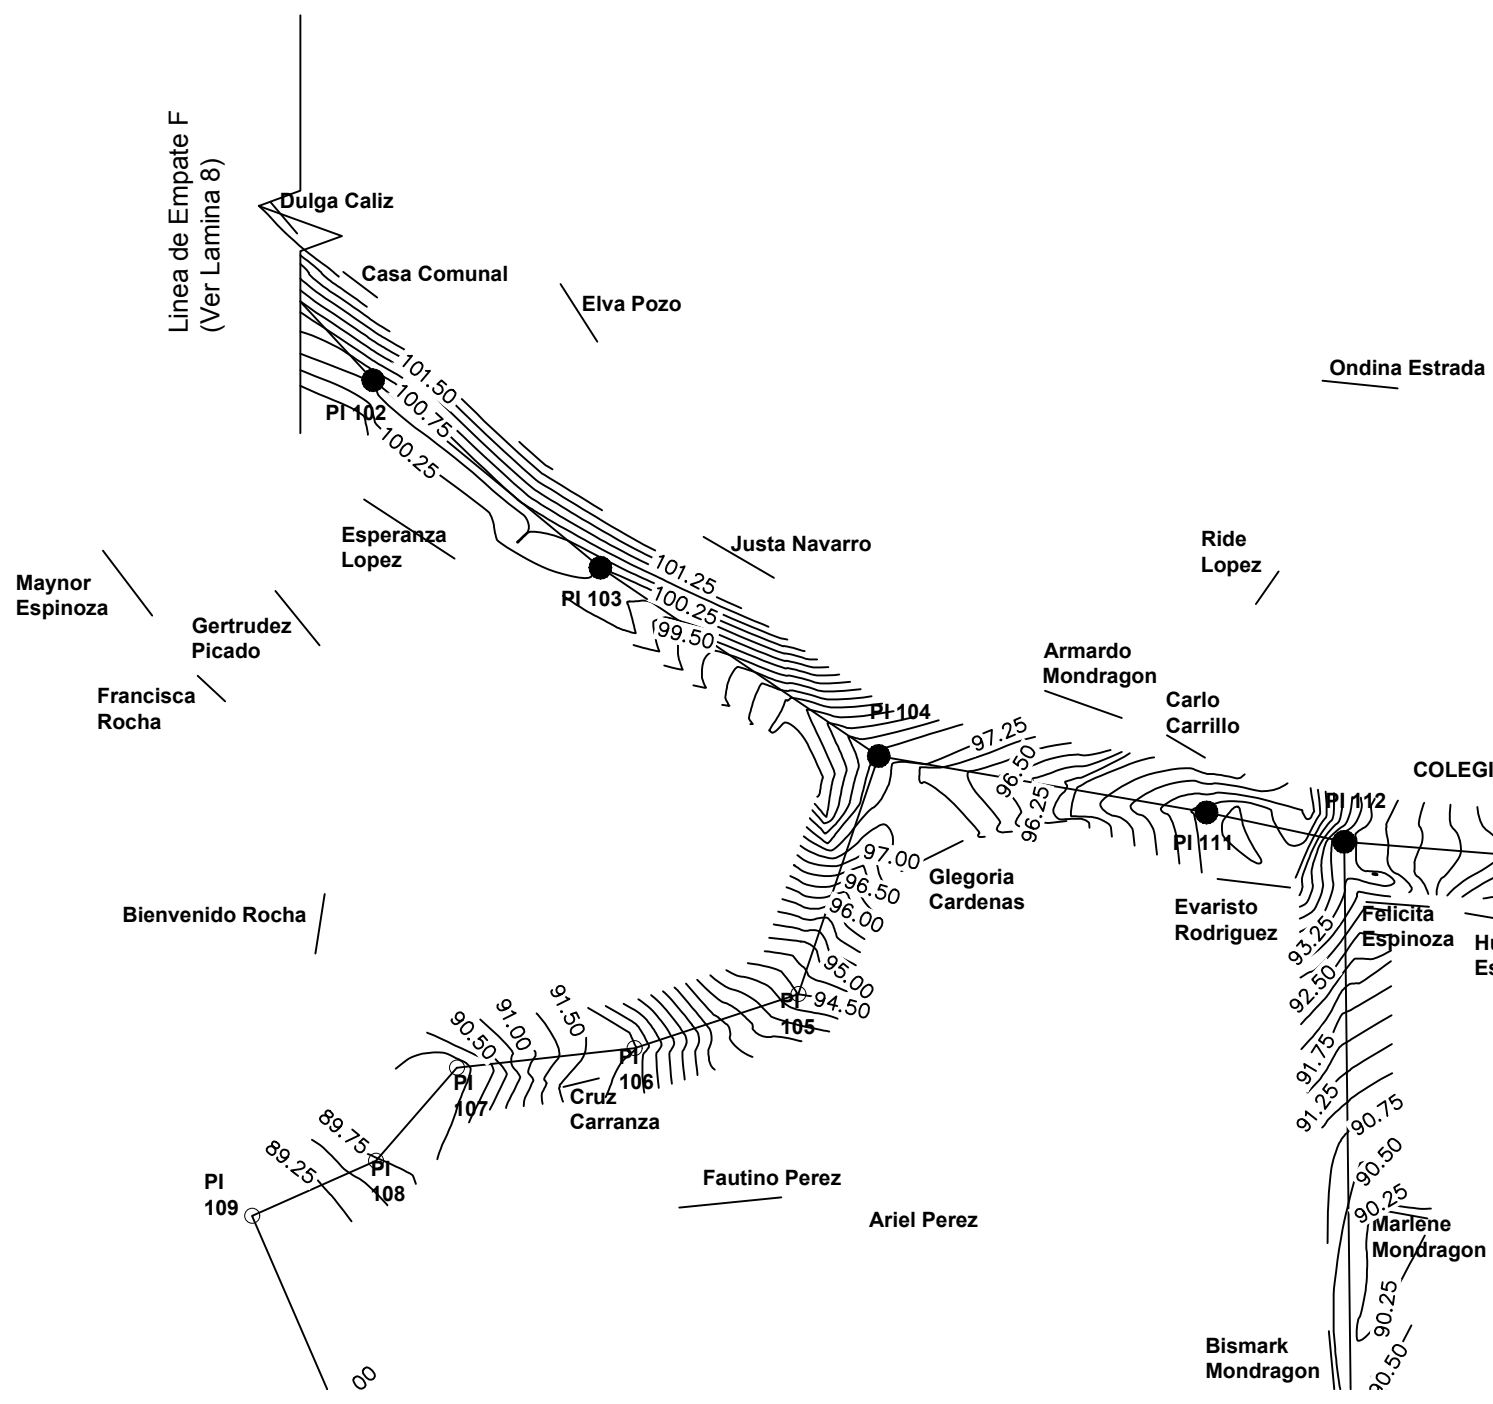 Linea de Empate F
(Ver Lamina 8)
Dulga Caliz
Casa Comunal
Elva Pozo
Ondina Estrada
101.50
100.75
PI 102
100.25
Esperanza
Lopez
Justa Navarro
Ride
Lopez
Maynor
Espinoza
101.25
PI 103
100.25
99.50
Gertrudez
Picado
Francisca
Rocha
Armardo
Mondragon
Carlo
Carrillo
PI 104
97.25
96.50
96.25
COLEGI
PI 112
PI 111
97.00
96.50
96.00
Glegoria
Cardenas
Evaristo
Rodriguez
Felicita
Espinoza
Hu
Es
Bienvenido Rocha
93.25
92.50
95.00
94.50
PI
105
91.50
91.00
90.50
PI
106
PI
107
Cruz
Carranza
91.75
91.25
90.75
90.50
90.25
89.75
89.25
PI
108
PI
109
Fautino Perez
Ariel Perez
Marlene
Mondragon
90.25
Bismark
Mondragon
90.50
00